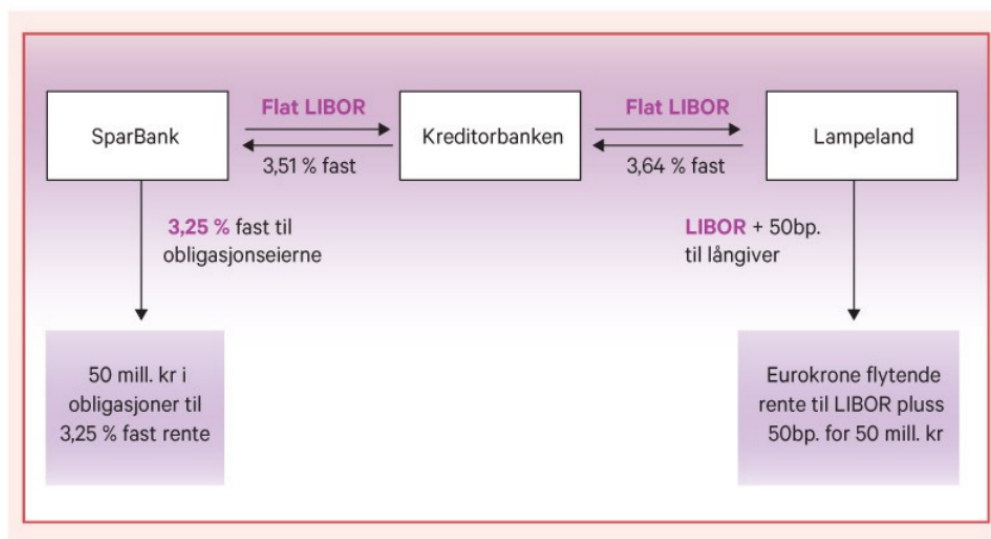 Flat LIBOR
Flat LIBOR
SparBank
Kreditorbanken
Lampeland
3,51 % fast
3,64 % fast
3,25 % fast til
obligasjonseierne
LIBOR + 50bp.
til långiver
50 mill. kr i
obligasjoner til
3,25 % fast rente
Eurokrone flytende
rente til LIBOR pluss
50bp. for 50 mill. kr